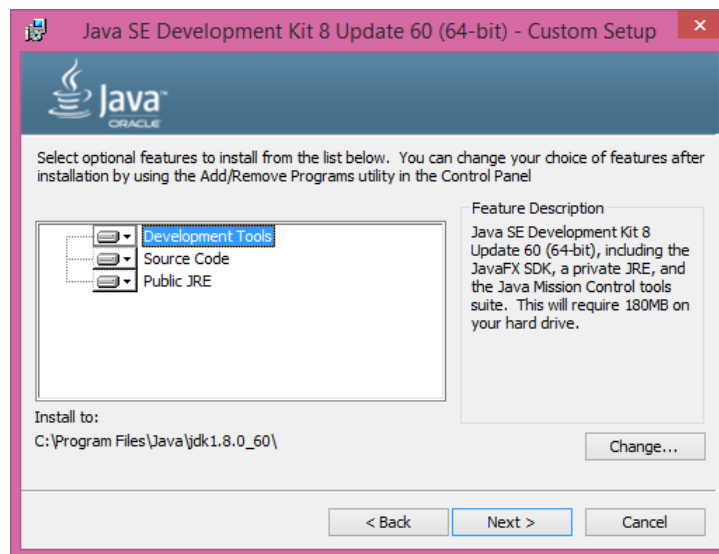 Java SE Development Kit 8 Update 60 (64-bit) - Custom Setup
Java™
ORACLE
Select optional features to install from the list below. You can change your choice of features after
installation by using the Add/Remove Programs utility in the Control Panel
Development Tools
Source Code
Public JRE
Feature Description
Java SE Development Kit 8
Update 60 (64-bit), including the
JavaFX SDK, a private JRE, and
the Java Mission Control tools
suite. This will require 180MB on
your hard drive.
Install to:
C:\Program Files\Java\jdk1.8.0_60\
Change...
< Back
Next >
Cancel